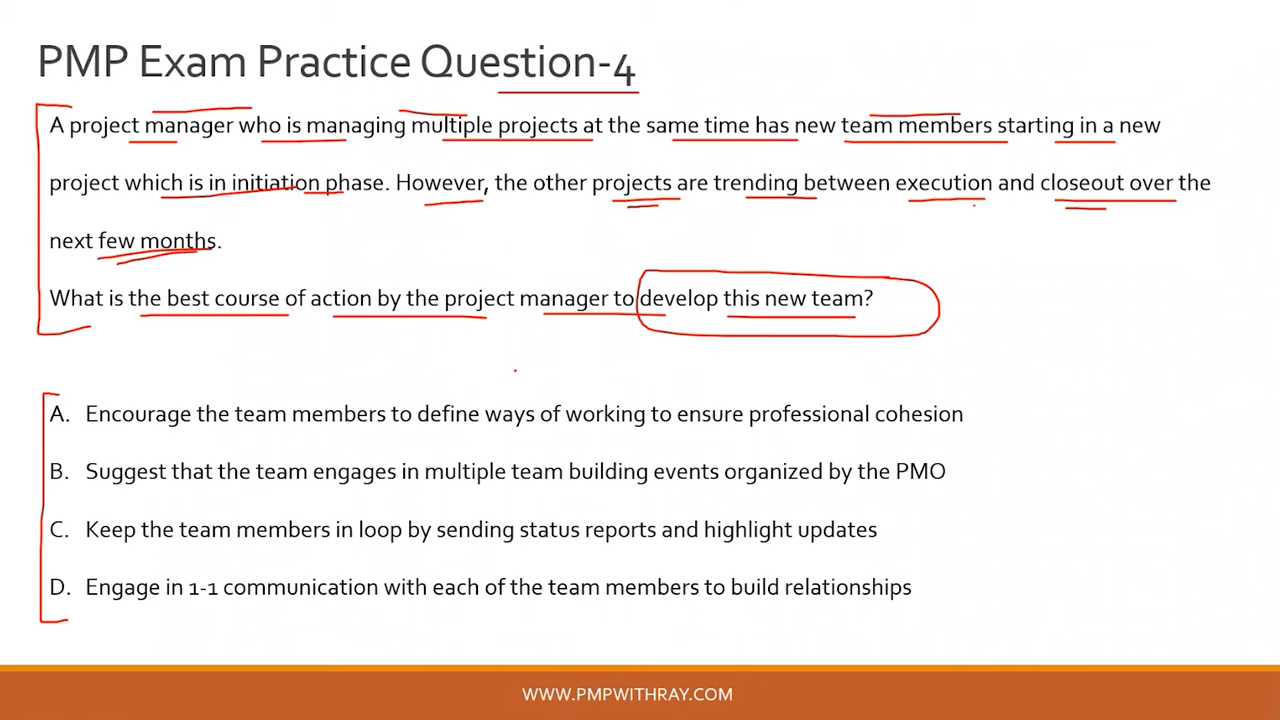 PMP Exam Practice Question-4
A project manager who is managing multiple projects at the same time has new team members starting in a new
project which is in initiation phase. However, the other projects are trending between execution and closeout over the
next few months.
What is the best course of action by the project manager to develop this new team?
A. Encourage the team members to define ways of working to ensure professional cohesion
B. Suggest that the team engages in multiple team building events organized by the PMO
C. Keep the team members in loop by sending status reports and highlight updates
D. Engage in 1-1 communication with each of the team members to build relationships
WWW.PMPWITHRAY.COM